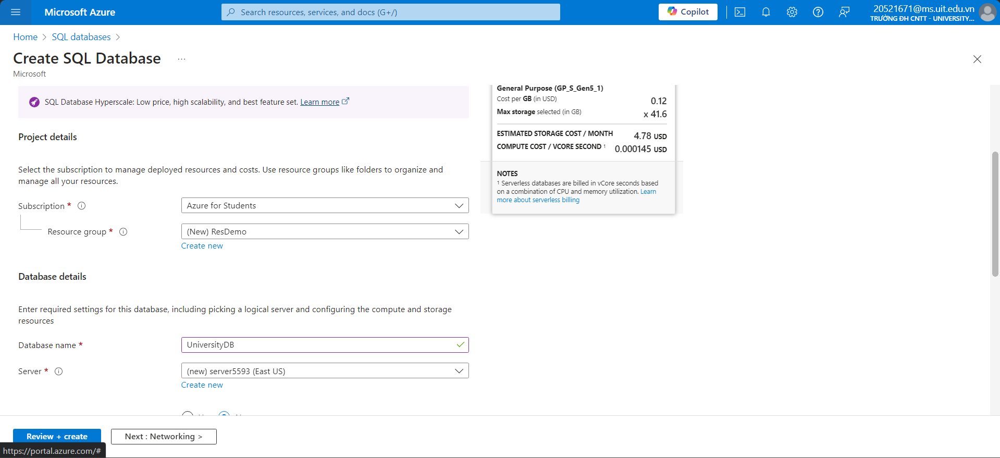 Microsoft Azure
Search resources, services, and docs (G+/)
Copilot
20521671@ms.uit.edu.vn
TRƯỜNG ĐH CNTT - UNIVERSITY...
Home > SQL databases >
Create SQL Database ...
Microsoft
SQL Database Hyperscale: Low price, high scalability, and best feature set. Learn more
Project details
Select the subscription to manage deployed resources and costs. Use resource groups like folders to organize and
manage all your resources.
Subscription *
Azure for Students
Resource group *
(New) ResDemo
Create new
Database details
Enter required settings for this database, including picking a logical server and configuring the compute and storage
resources
Database name *
UniversityDB
Server *
(new) server5593 (East US)
Create new
General Purpose (GP_S_Gen5_1)
Cost per GB (in USD) 0.12
Max storage selected (in GB) x 41.6
ESTIMATED STORAGE COST / MONTH 4.78 USD
COMPUTE COST / VCORE SECOND ¹ 0.000145 USD
NOTES
¹ Serverless databases are billed in vCore seconds based
on a combination of CPU and memory utilization. Learn
more about serverless billing
Review + create
Next : Networking >
https://portal.azure.com/#